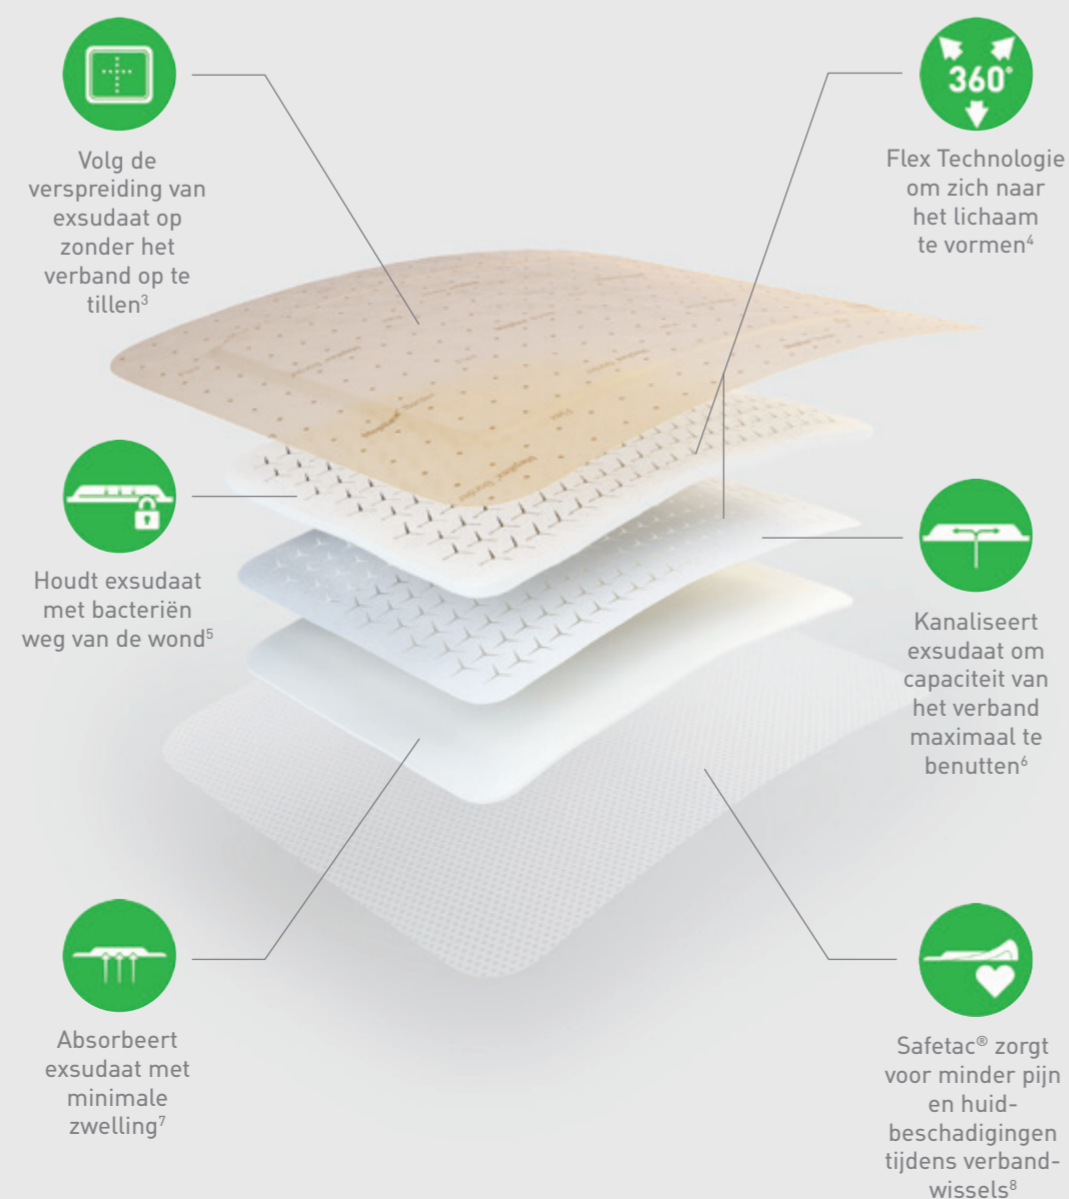 Volg de
verspreiding van
exsudaat op
zonder het
verband op te
tillen³
360°
Flex Technologie
om zich naar
het lichaam
te vormen⁴
Houdt exsudaat
met bacteriën
weg van de wond⁵
Kanaliseert
exsudaat om
capaciteit van
het verband
maximaal te
benutten⁶
Absorbeert
exsudaat met
minimale
zwelling⁷
Safetac® zorgt
voor minder pijn
en huid-
beschadigingen
tijdens verband-
wissels⁸